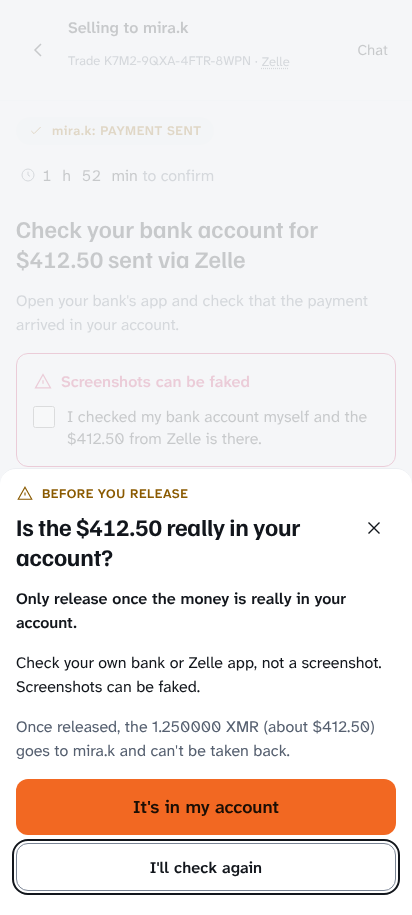 Selling to mira.k
Trade K7M2-9QXA-4FTR-8WPN · Zelle
Chat
mira.k: PAYMENT SENT
1 h 52 min to confirm
Check your bank account for
$412.50 sent via Zelle
Open your bank's app and check that the payment
arrived in your account.
Screenshots can be faked
I checked my bank account myself and the
$412.50 from Zelle is there.
BEFORE YOU RELEASE
Is the $412.50 really in your
account?
Only release once the money is really in your
account.
Check your own bank or Zelle app, not a screenshot.
Screenshots can be faked.
Once released, the 1.250000 XMR (about $412.50)
goes to mira.k and can't be taken back.
It's in my account
I'll check again